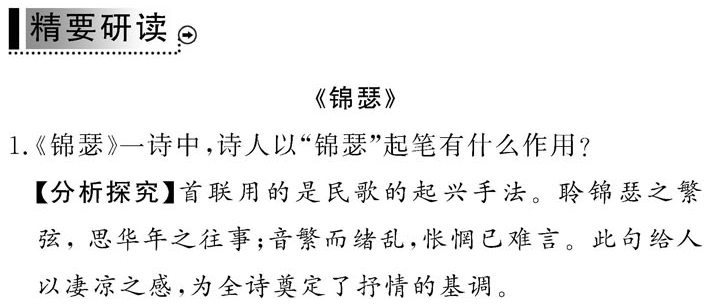 精要研读
《锦瑟》
1.《锦瑟》一诗中,诗人以“锦瑟”起笔有什么作用?
【分析探究】首联用的是民歌的起兴手法。聆锦瑟之繁
弦,思华年之往事;音繁而绪乱,怅惘已难言。此句给人
以凄凉之感,为全诗奠定了抒情的基调。